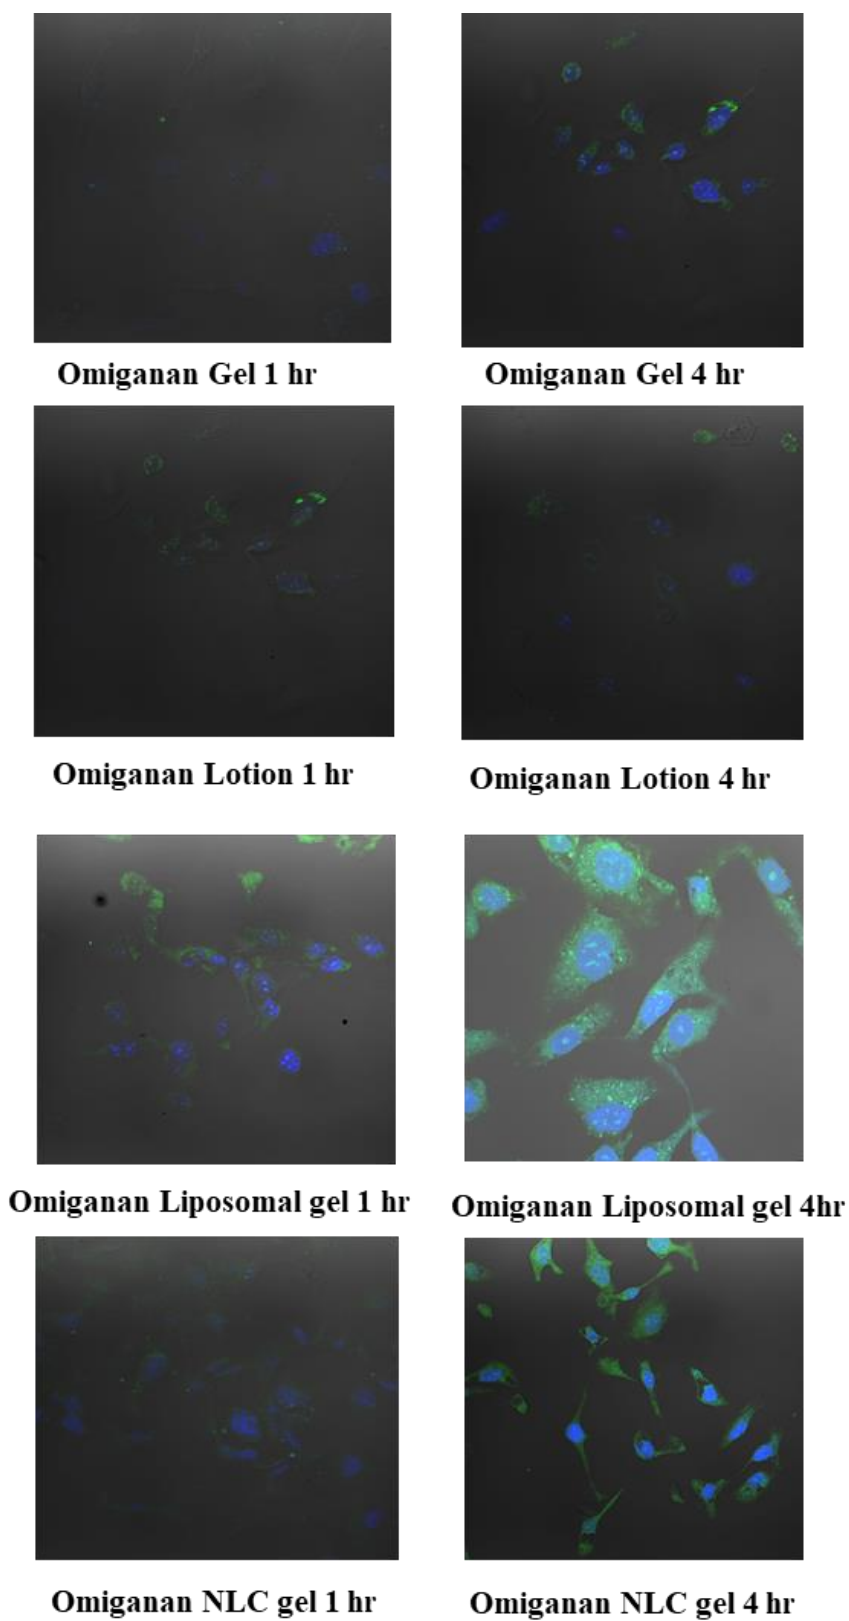 Omiganan Gel 1 hr
Omiganan Gel 4 hr
Omiganan Lotion 1 hr
Omiganan Lotion 4 hr
Omiganan Liposomal gel 1 hr
Omiganan Liposomal gel 4hr
Omiganan NLC gel 1 hr
Omiganan NLC gel 4 hr